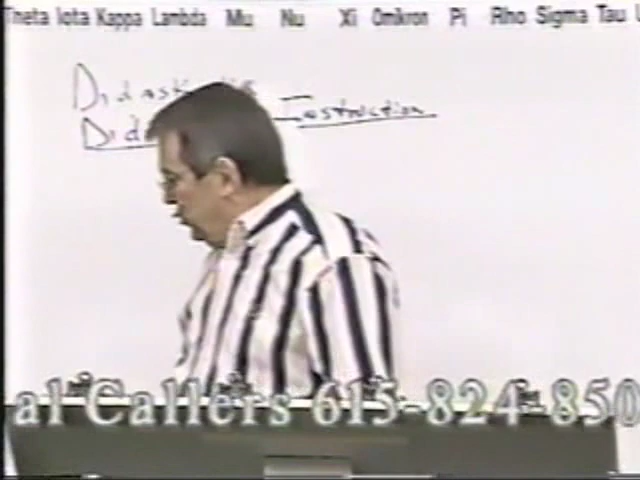 Theta Iota Kappa Lambda Mu Nu Xi Omikron Pi Rho Sigma Tau
Instruction
al Callers 615-824-850